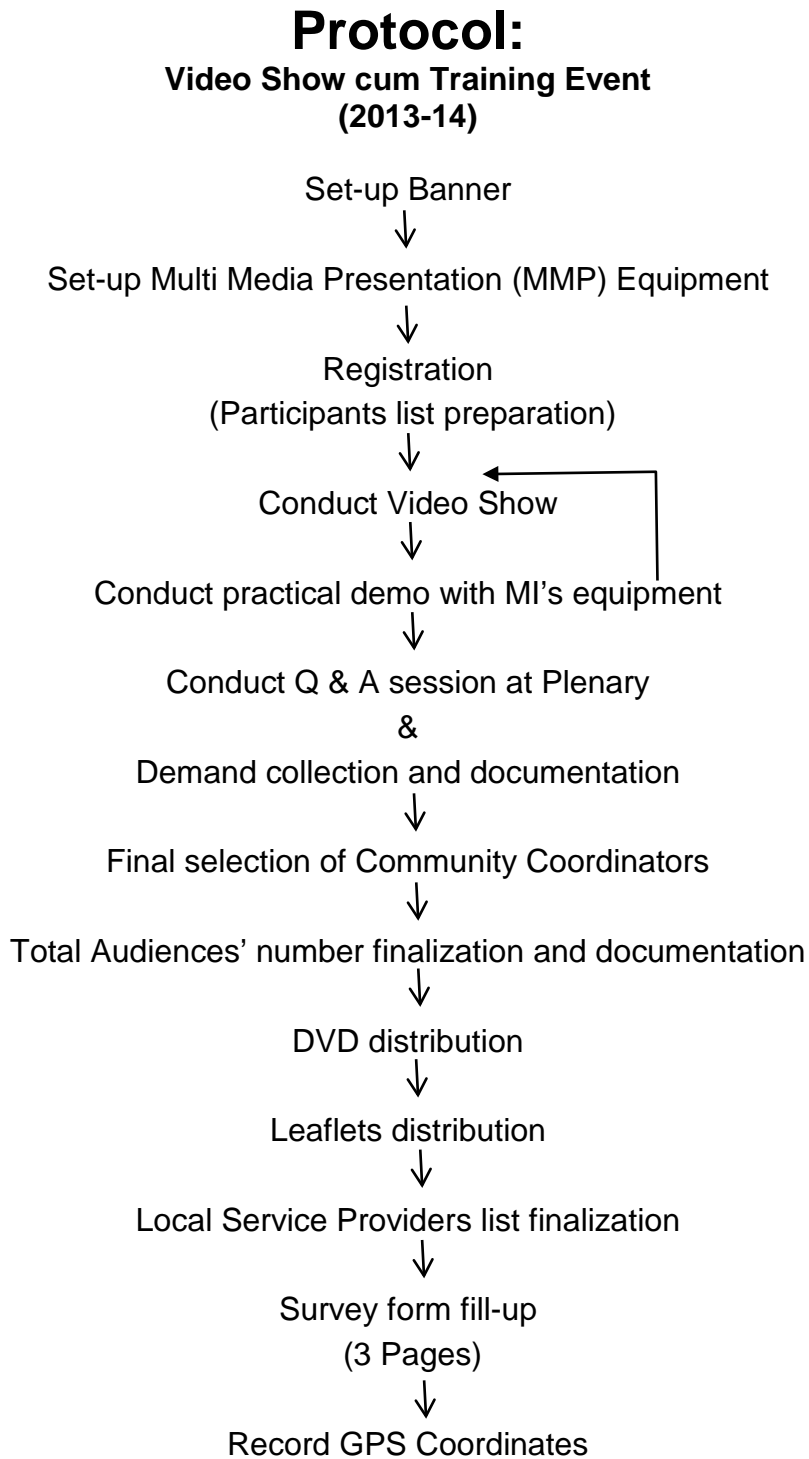 Protocol:
Video Show cum Training Event
(2013-14)
Set-up Banner
Set-up Multi Media Presentation (MMP) Equipment
Registration
(Participants list preparation)
Conduct Video Show
Conduct practical demo with MI’s equipment
Conduct Q & A session at Plenary
&
Demand collection and documentation
Final selection of Community Coordinators
Total Audiences’ number finalization and documentation
DVD distribution
Leaflets distribution
Local Service Providers list finalization
Survey form fill-up
(3 Pages)
Record GPS Coordinates